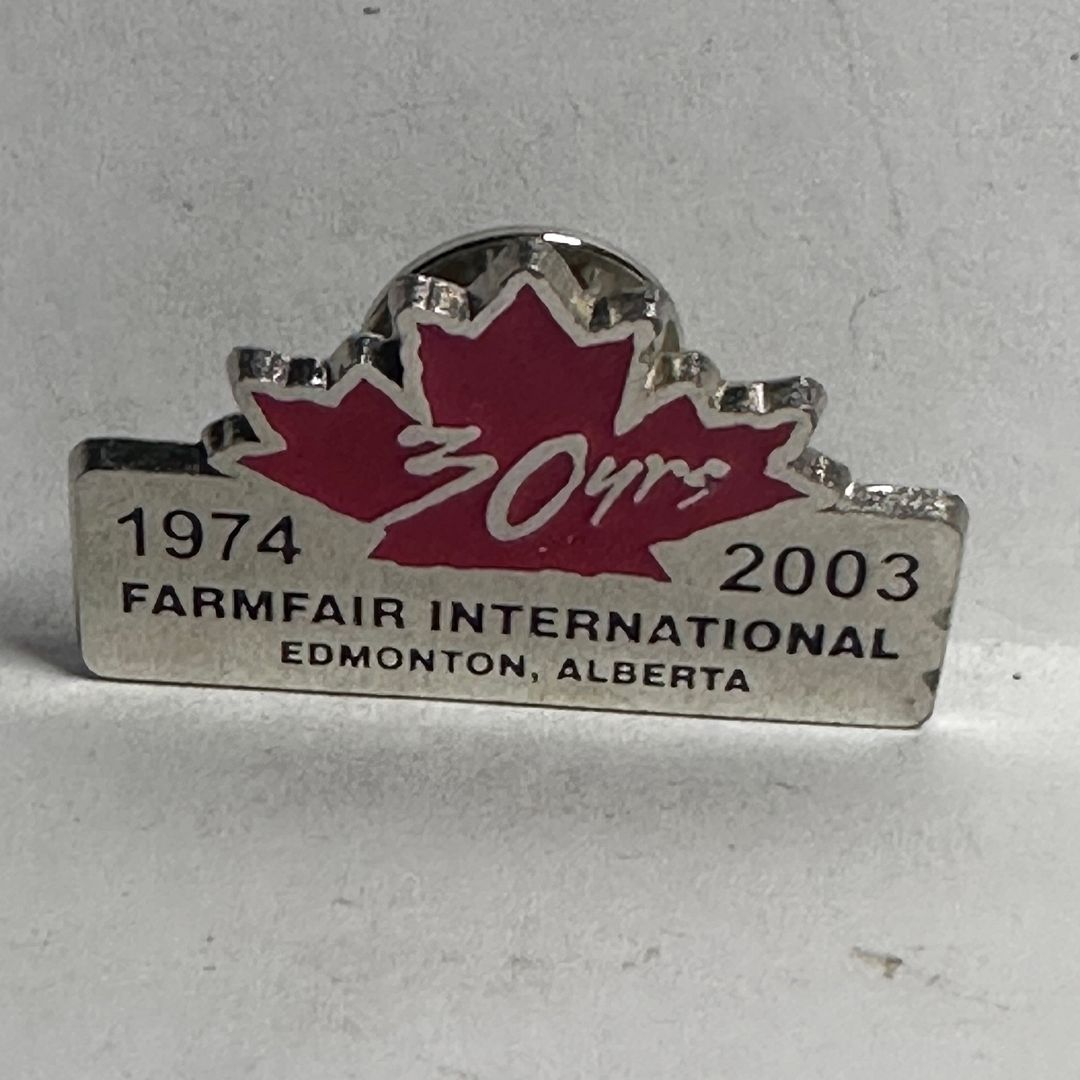 30yrs
1974 2003
FARMFAIR INTERNATIONAL
EDMONTON, ALBERTA